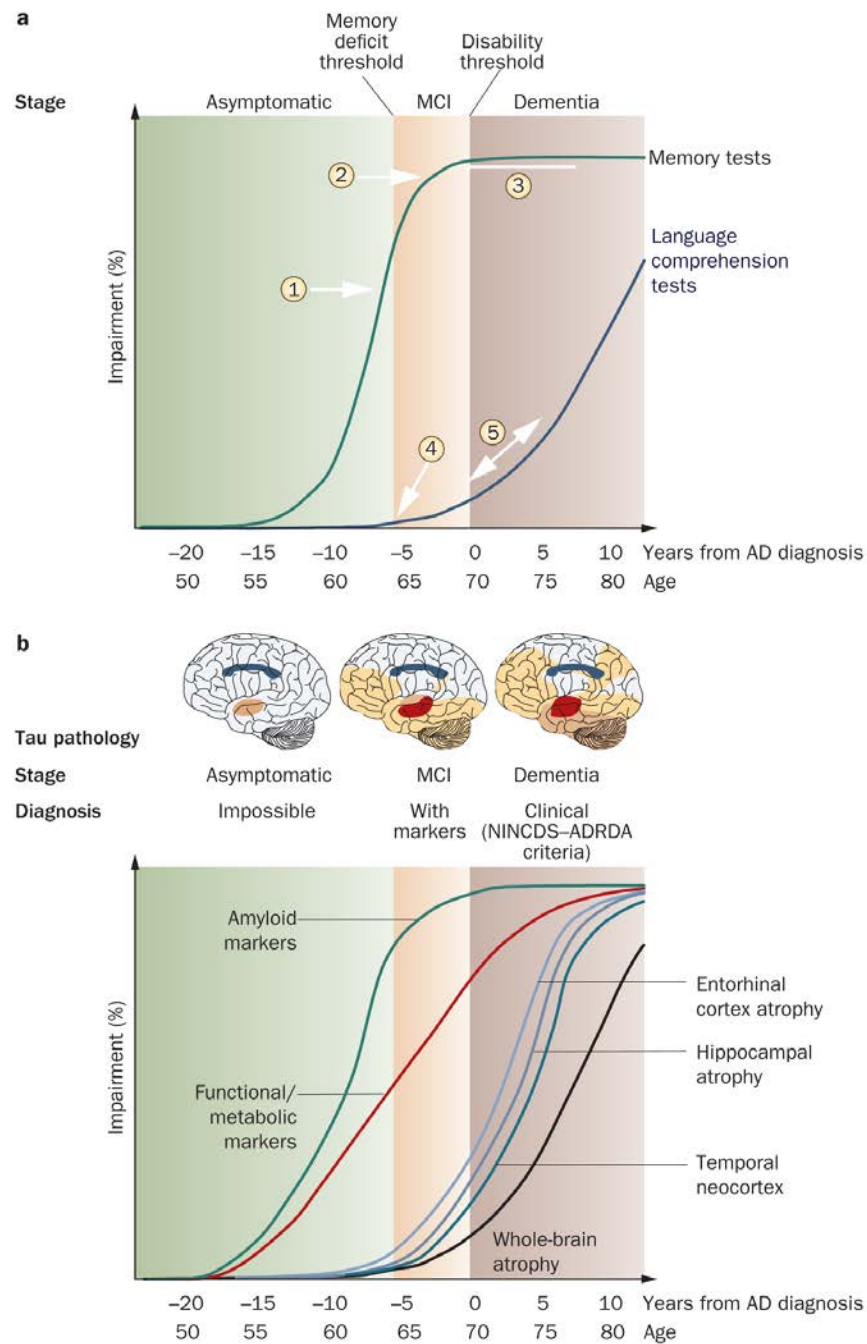 a
Memory
deficit
threshold
Disability
threshold
Stage
Asymptomatic
MCI
Dementia
Impairment (%)
Memory tests
Language
comprehension
tests
1
2
3
4
5
–20 –15 –10 –5 0 5 10 Years from AD diagnosis
50 55 60 65 70 75 80 Age
b
Tau pathology
Stage Asymptomatic MCI Dementia
Diagnosis Impossible
With
markers
Clinical
(NINCDS–ADRDA
criteria)
Impairment (%)
Amyloid
markers
Functional/
metabolic
markers
Entorhinal
cortex atrophy
Hippocampal
atrophy
Temporal
neocortex
Whole-brain
atrophy
–20 –15 –10 –5 0 5 10 Years from AD diagnosis
50 55 60 65 70 75 80 Age